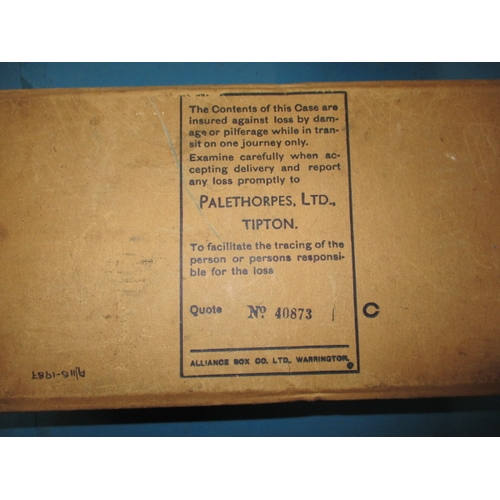 The Contents of this Case are
insured against loss by dam-
age or pilferage while in tran-
sit on one journey only.
Examine carefully when ac-
cepting delivery and report
any loss promptly to
PALETHORPES, LTD.,
TIPTON.
To facilitate the tracing of the
person or persons responsi-
ble for the loss
Quote No. 40873 C
ALLIANCE BOX CO. LTD., WARRINGTON.